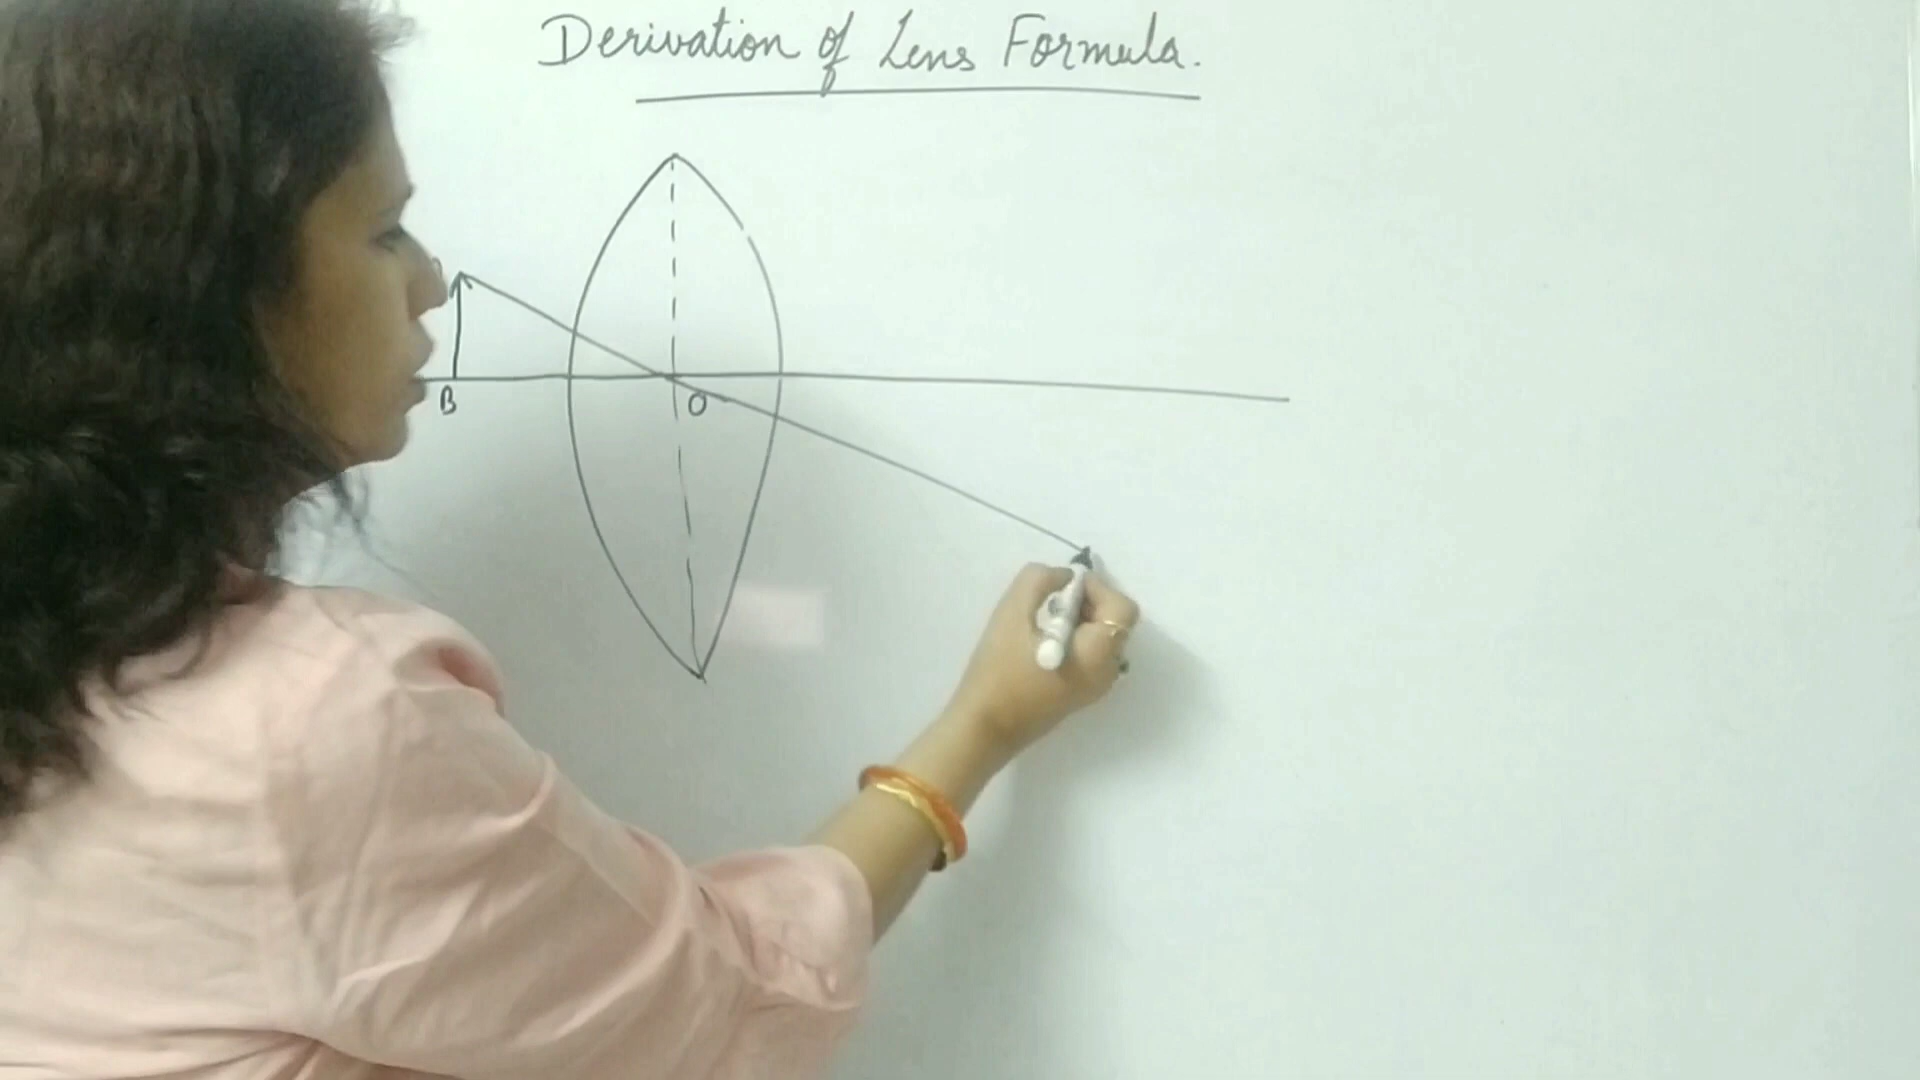 Derivation of Lens Formula.
B
O